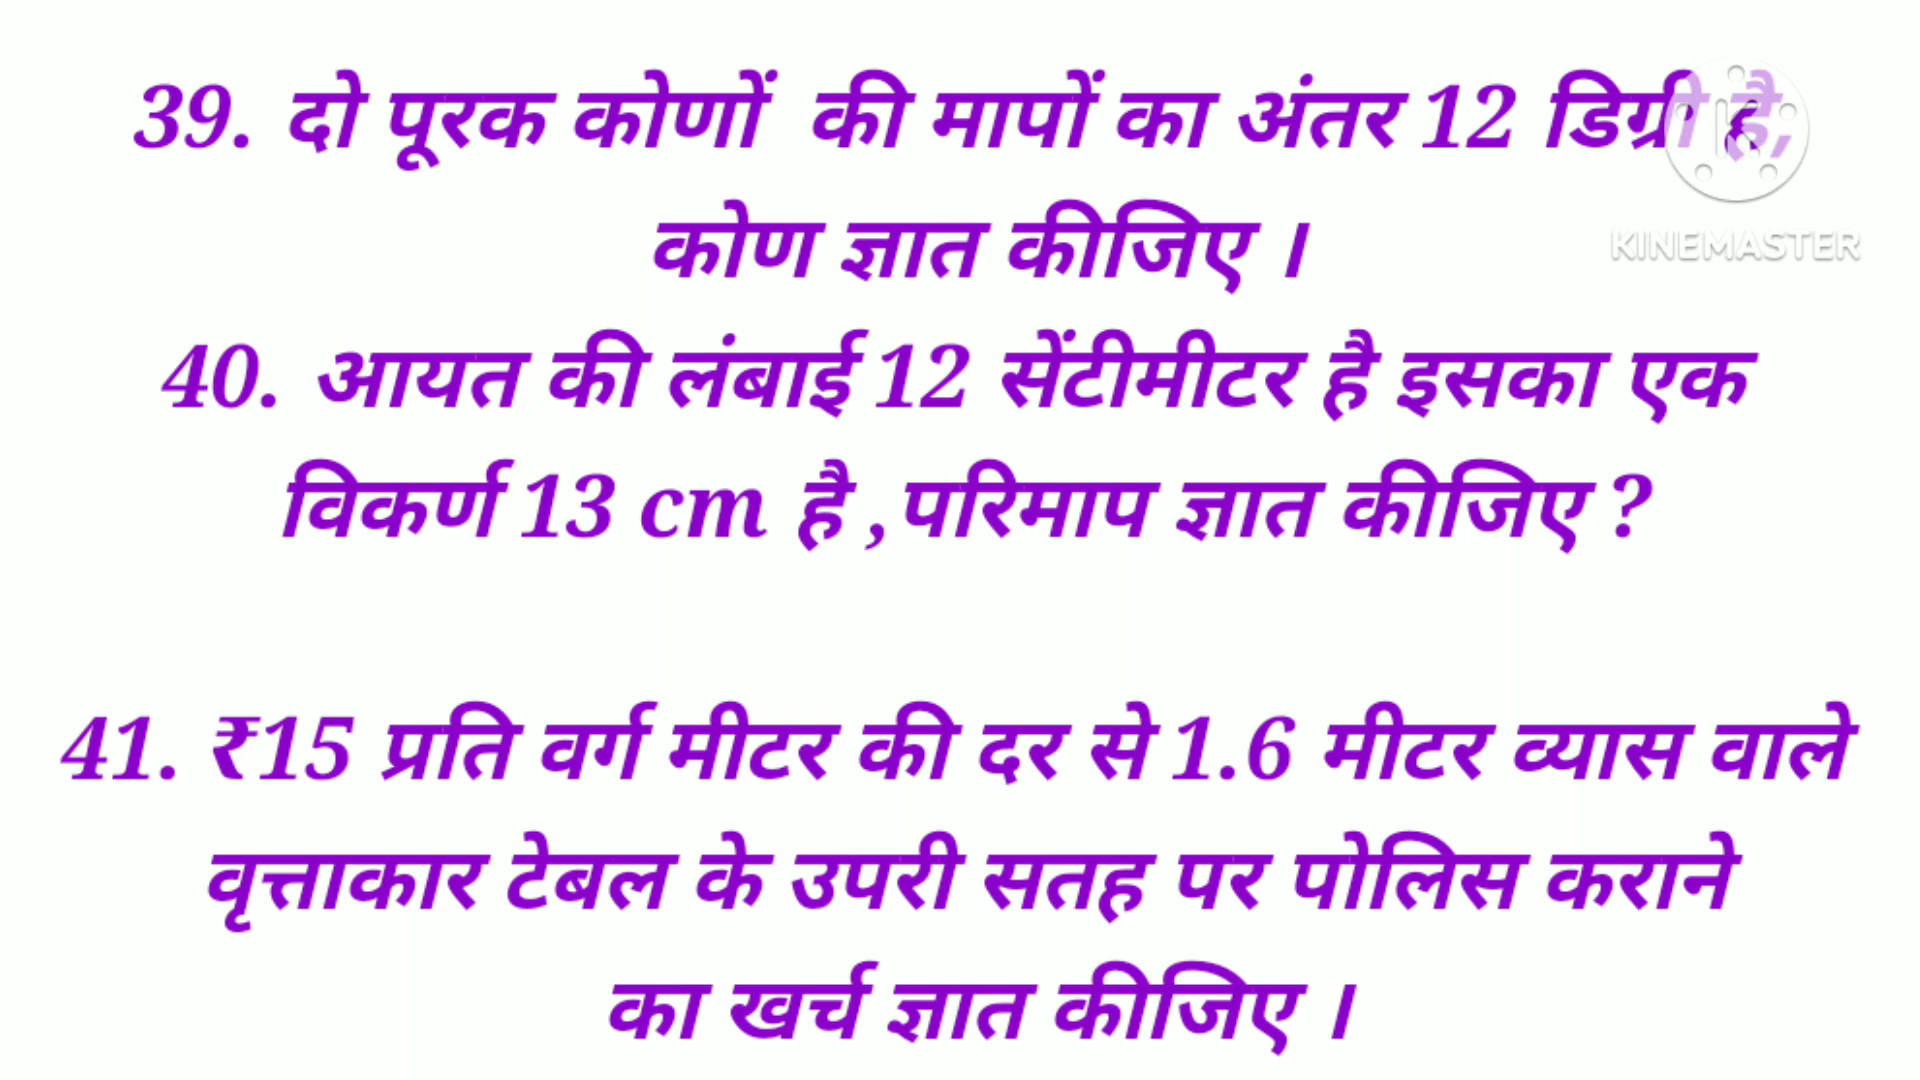 39. दो पूरक कोणों की मापों का अंतर 12 डिग्री है,
कोण ज्ञात कीजिए ।
KINEMASTER
40. आयत की लंबाई 12 सेंटीमीटर है इसका एक
विकर्ण 13 cm है ,परिमाप ज्ञात कीजिए ?
41. ₹15 प्रति वर्ग मीटर की दर से 1.6 मीटर व्यास वाले
वृत्ताकार टेबल के उपरी सतह पर पोलिस कराने
का खर्च ज्ञात कीजिए ।